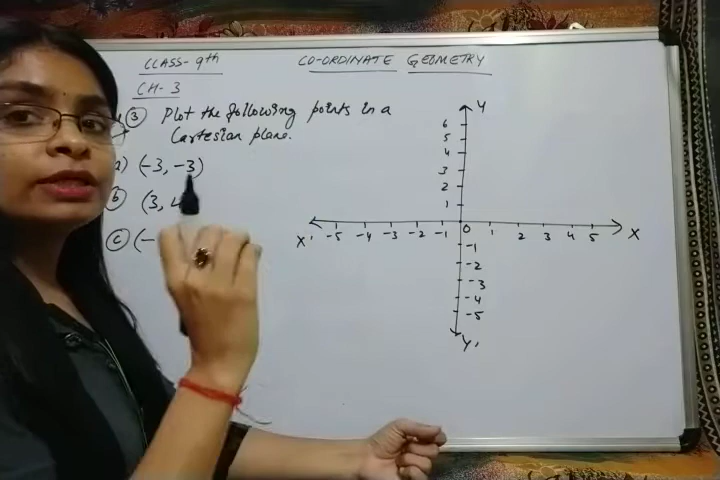 CLASS-9th
CO-ORDINATE GEOMETRY
CH-3
③ Plot the following points in a
Cartesian plane.
a) (-3, -3)
b (3, 4
c (-
Y
6
5
4
3
2
1
X' -5 -4 -3 -2 -1 0 1 2 3 4 5 X
-1
-2
-3
-4
-5
Y'